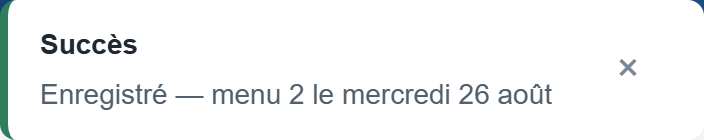 Succès
Enregistré — menu 2 le mercredi 26 août